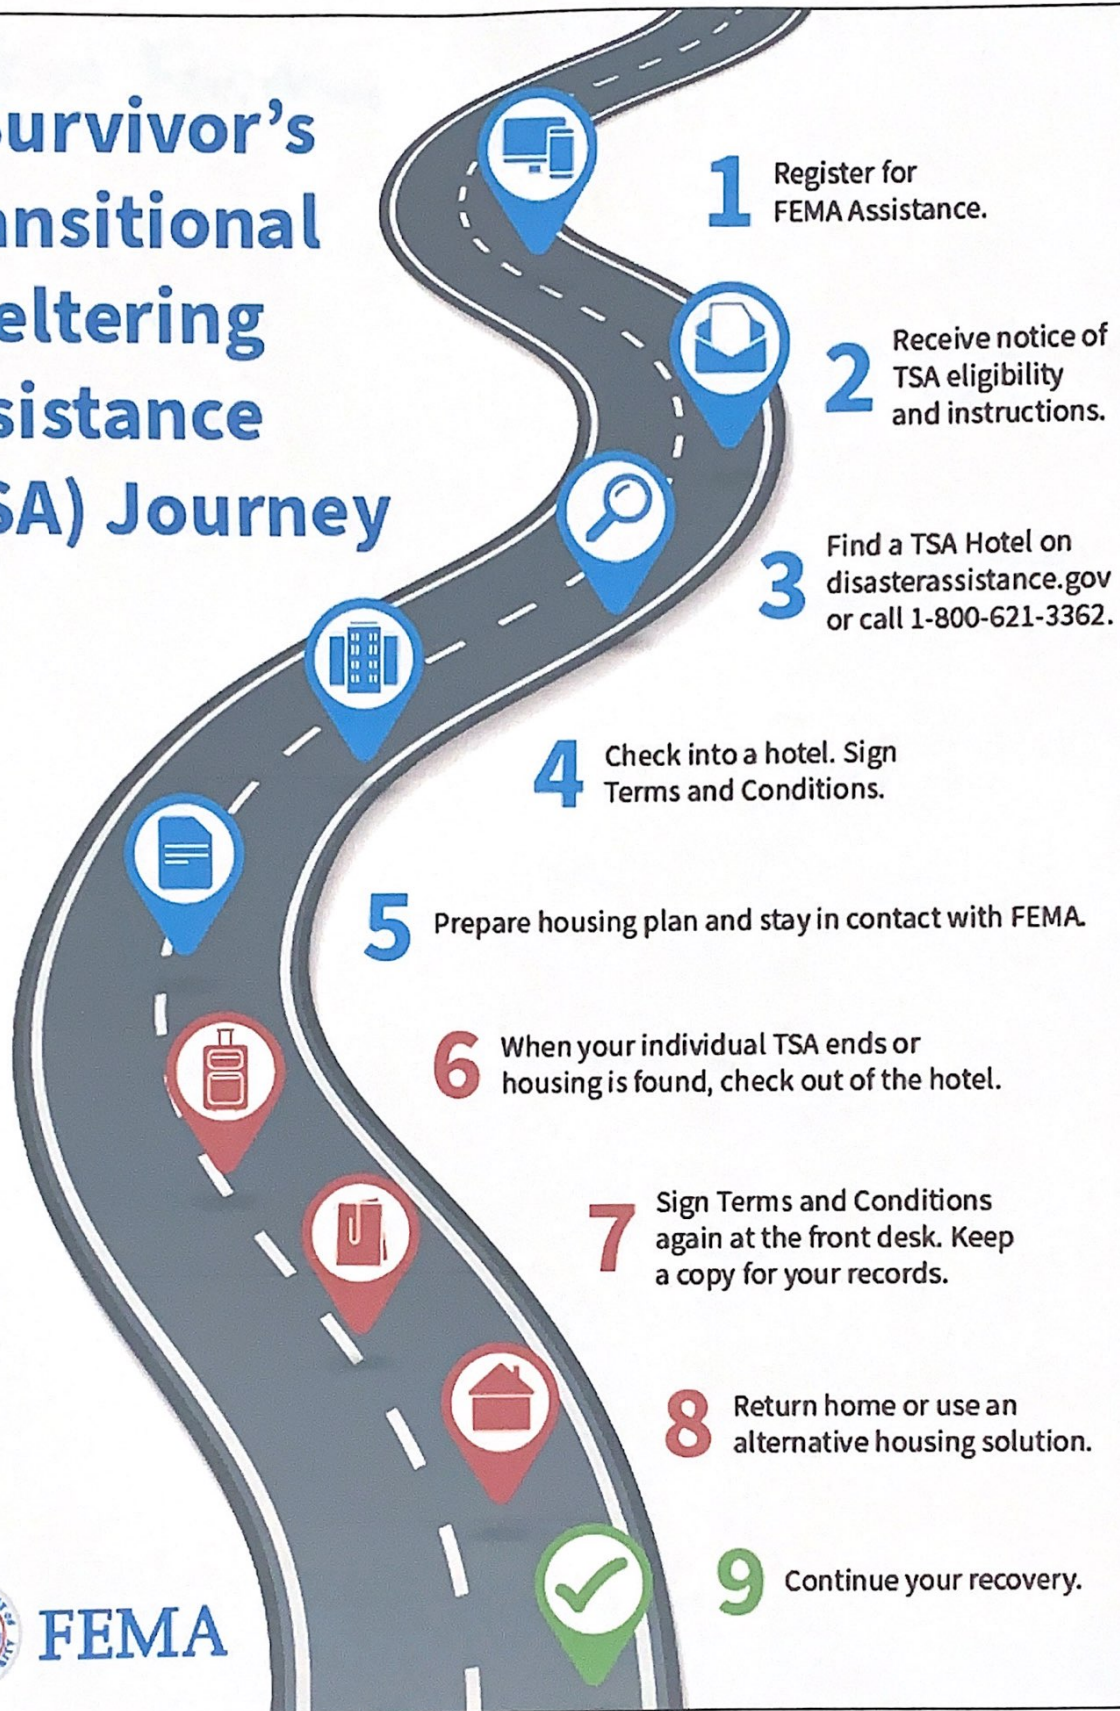 urvivor's
ansitional
eltering
sistance
SA) Journey
1 Register for
FEMA Assistance.
2 Receive notice of
TSA eligibility
and instructions.
3 Find a TSA Hotel on
disasterassistance.gov
or call 1-800-621-3362.
4 Check into a hotel. Sign
Terms and Conditions.
5 Prepare housing plan and stay in contact with FEMA.
6 When your individual TSA ends or
housing is found, check out of the hotel.
7 Sign Terms and Conditions
again at the front desk. Keep
a copy for your records.
8 Return home or use an
alternative housing solution.
9 Continue your recovery.
FEMA